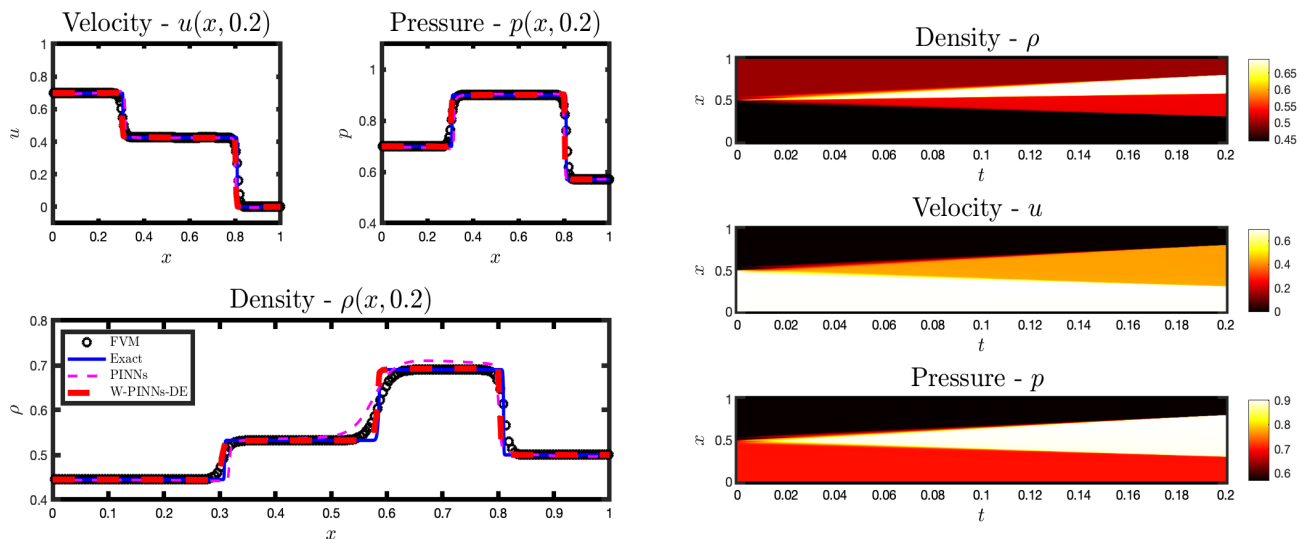 Velocity - u(x, 0.2)
1
0.8
0.6
0.4
0.2
0
u
0 0.2 0.4 0.6 0.8 1
x
Pressure - p(x, 0.2)
1
0.8
0.6
0.4
p
0 0.2 0.4 0.6 0.8 1
x
Density - ρ(x, 0.2)
0.8
0.7
0.6
0.5
0.4
ρ
FVM
Exact
PINNs
W-PINNs-DE
0 0.1 0.2 0.3 0.4 0.5 0.6 0.7 0.8 0.9 1
x
Density - ρ
1
0.5
0
x
0 0.02 0.04 0.06 0.08 0.1 0.12 0.14 0.16 0.18 0.2
t
0.65
0.6
0.55
0.5
0.45
Velocity - u
1
0.5
0
x
0 0.02 0.04 0.06 0.08 0.1 0.12 0.14 0.16 0.18 0.2
t
0.6
0.4
0.2
0
Pressure - p
1
0.5
0
x
0 0.02 0.04 0.06 0.08 0.1 0.12 0.14 0.16 0.18 0.2
t
0.9
0.8
0.7
0.6